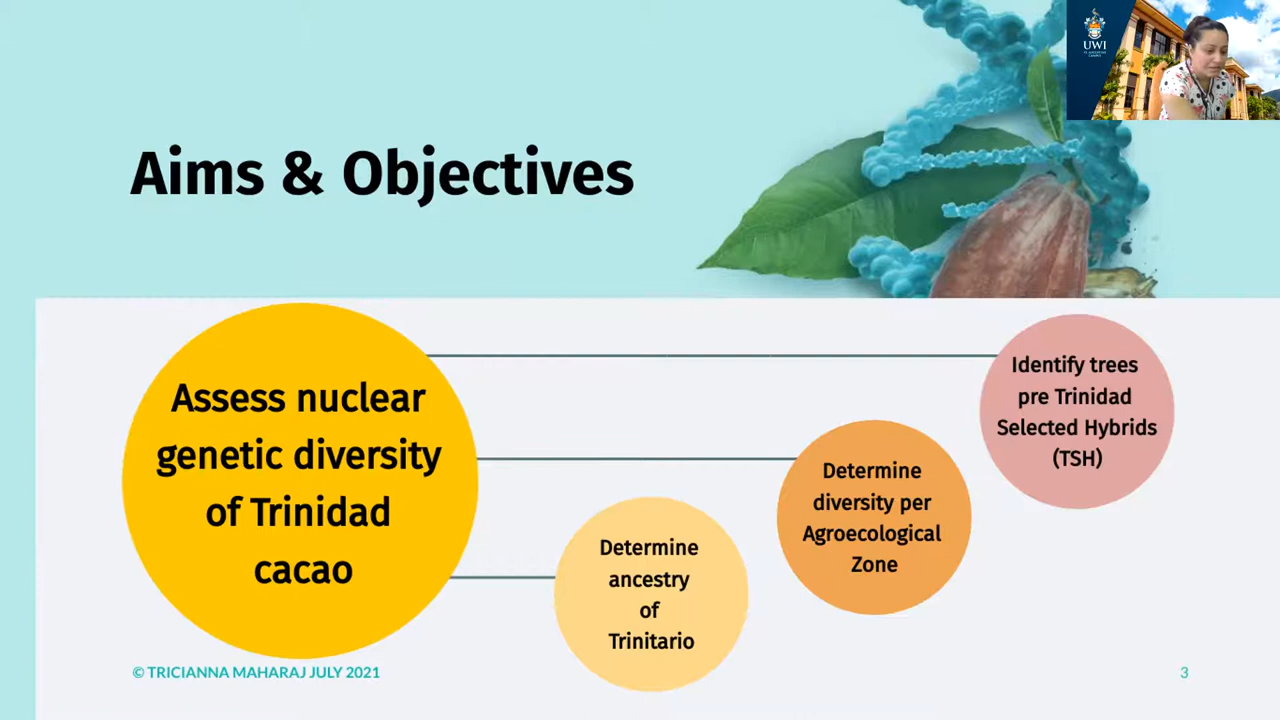 UWI
Aims & Objectives
Assess nuclear
genetic diversity
of Trinidad
cacao
Determine
ancestry
of
Trinitario
Determine
diversity per
Agroecological
Zone
Identify trees
pre Trinidad
Selected Hybrids
(TSH)
© TRICIANNA MAHARAJ JULY 2021
3